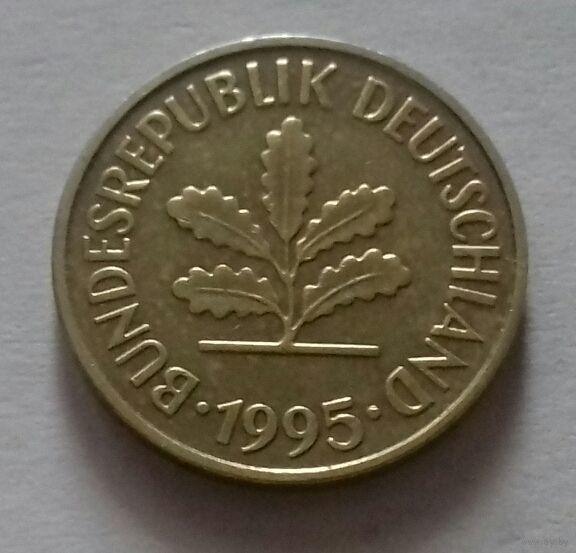 BUNDESREPUBLIK DEUTSCHLAND
· 1995 ·